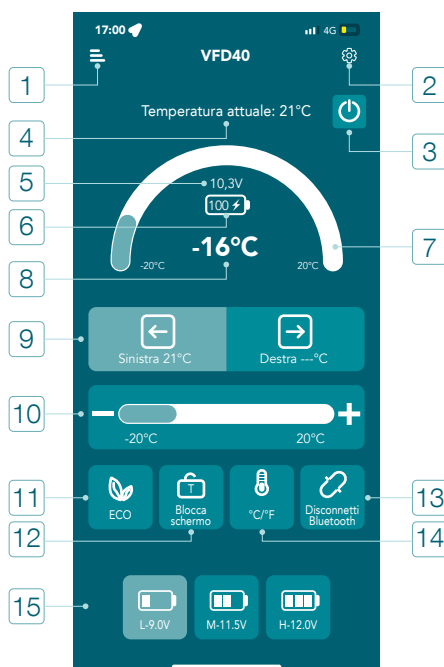 17:00 4G
VFD40
1
2
Temperatura attuale: 21°C
3
4
5
10,3V
6
100
7
-16°C
8
-20°C 20°C
9
Sinistra 21°C Destra ---°C
10
-20°C 20°C
11
ECO
T
Blocca
schermo
°C/°F
Disconnetti
Bluetooth
13
12
14
15
L-9.0V M-11.5V H-12.0V